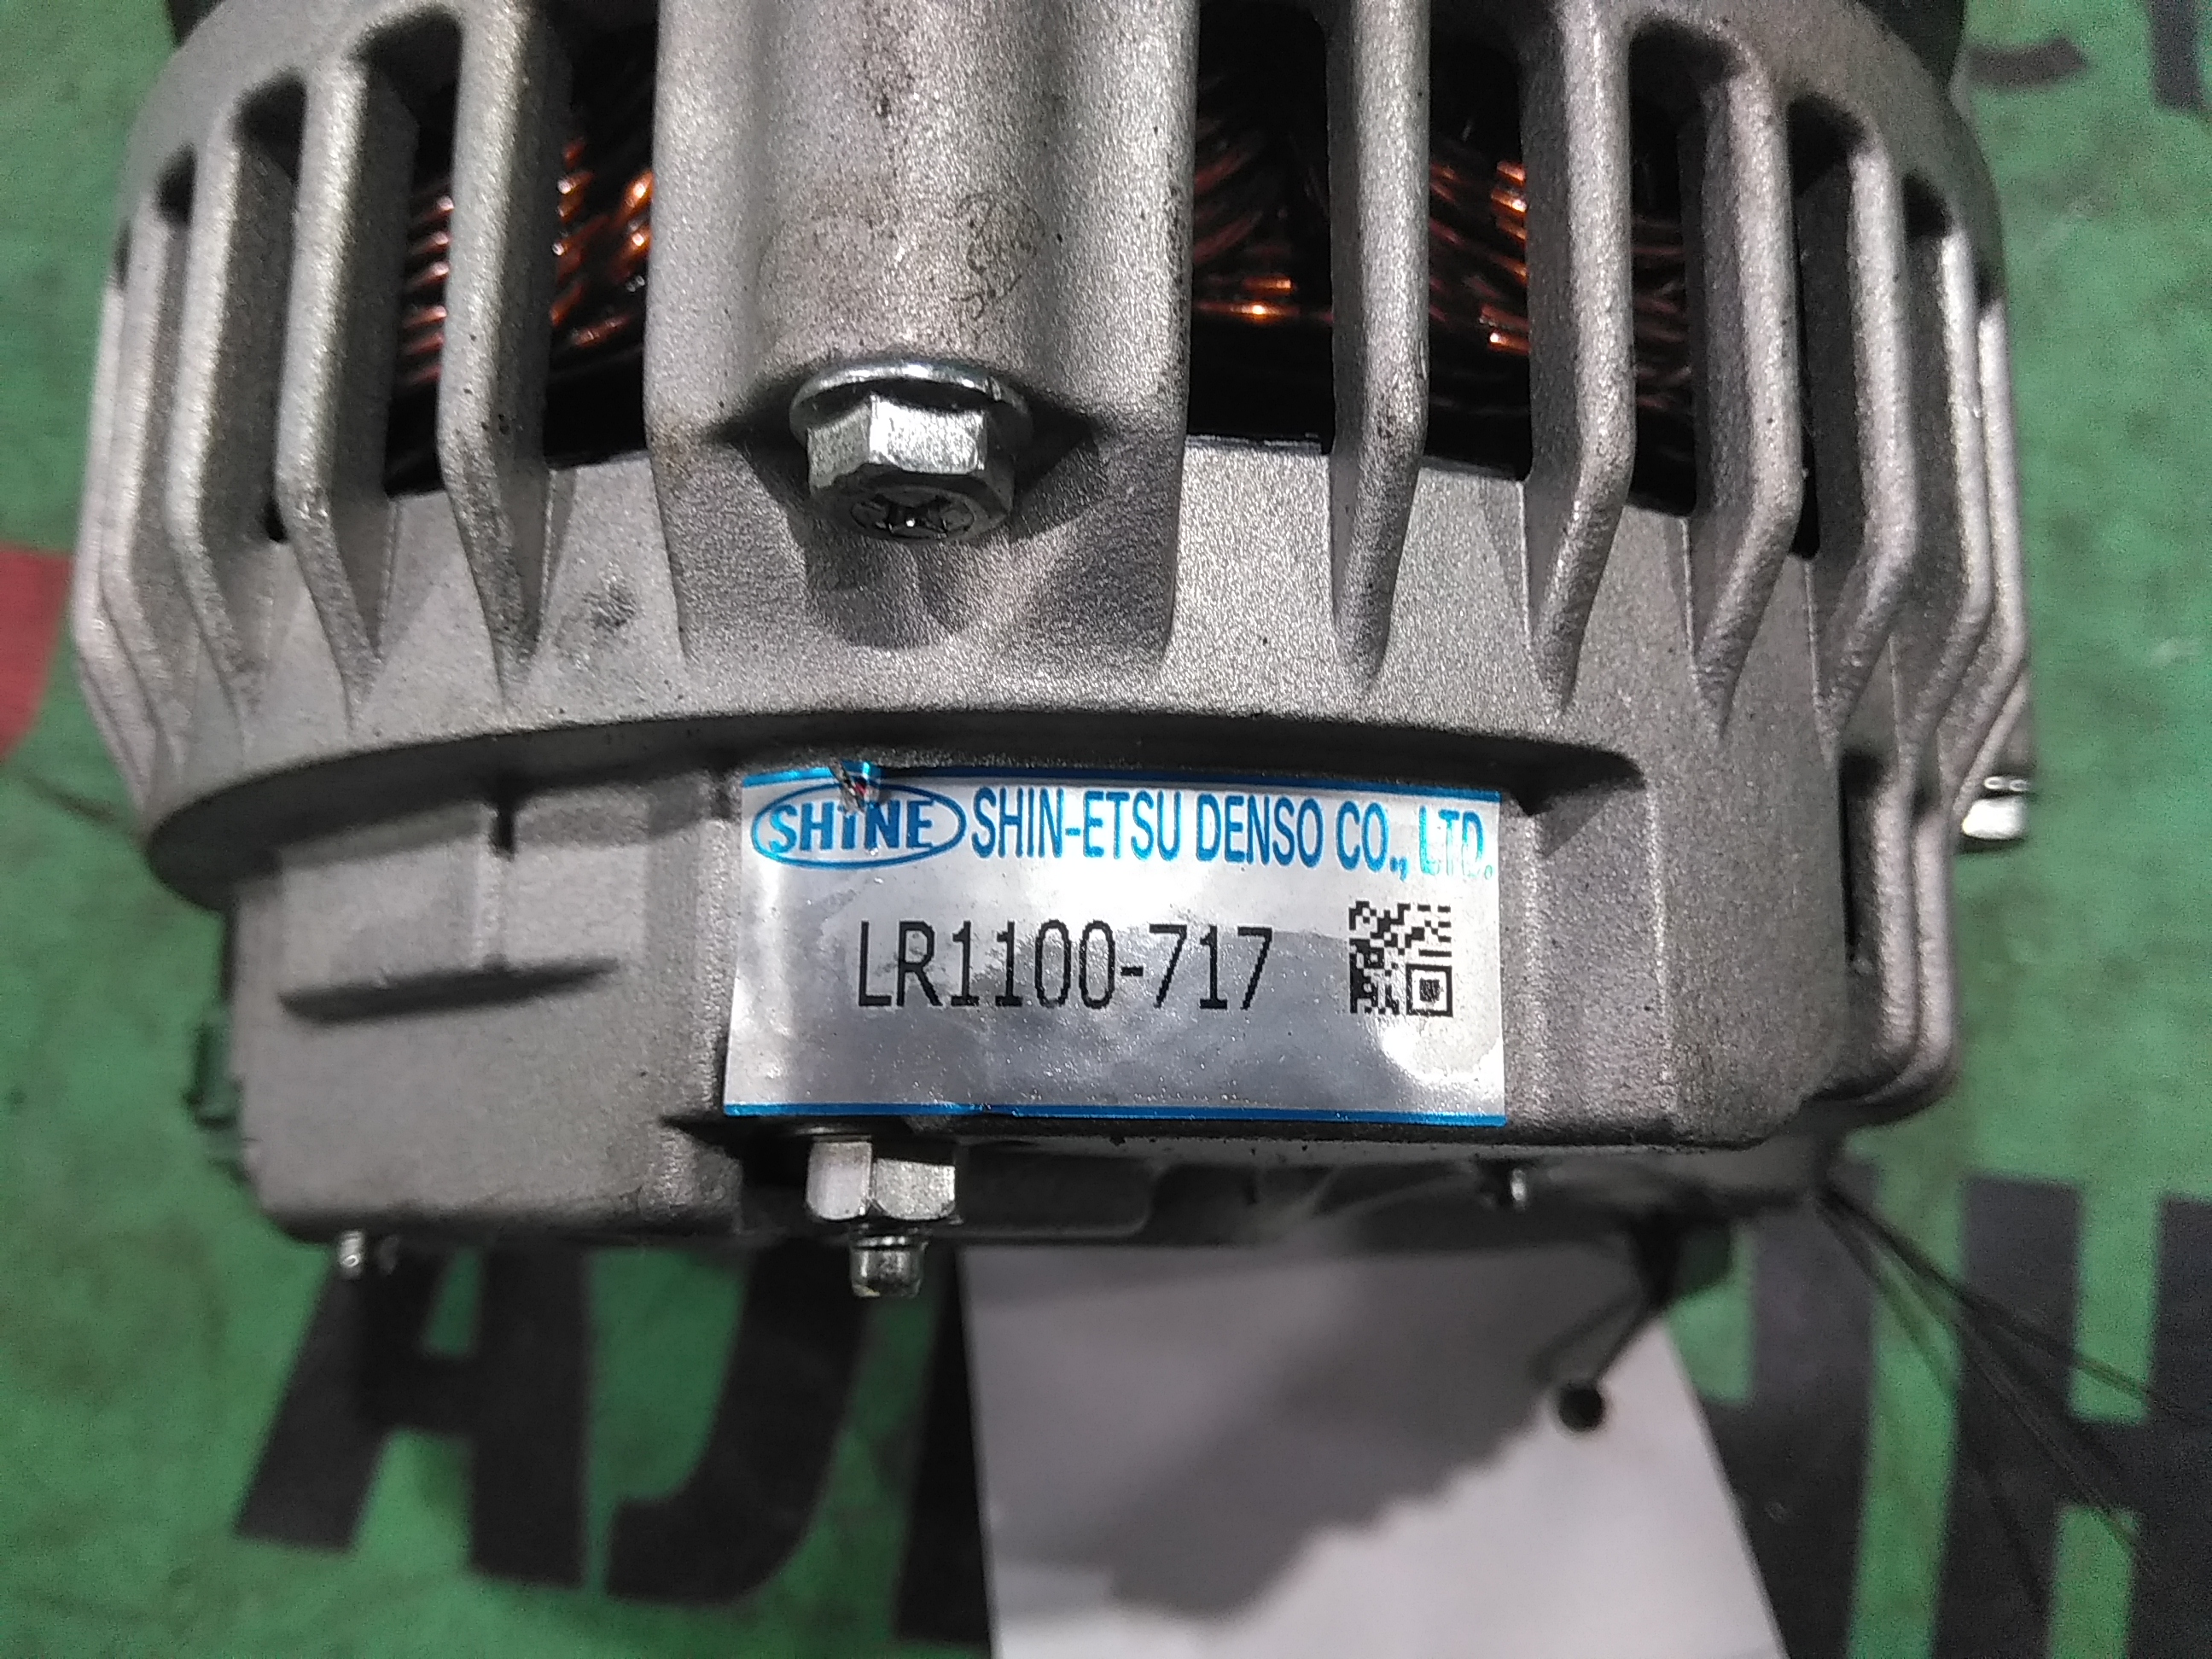 SHINE SHIN-ETSU DENSO CO., LTD.
LR1100-717